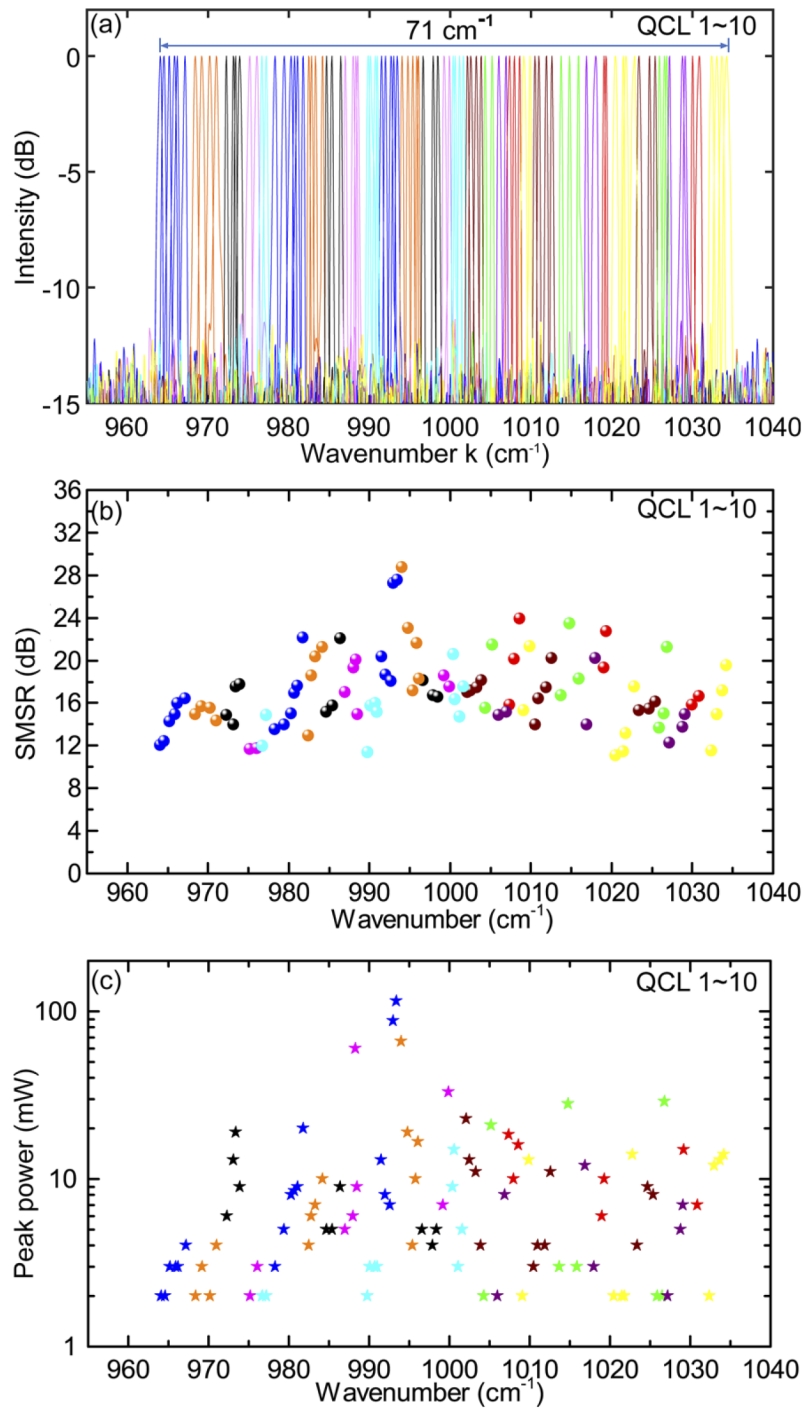 (a)
71 cm⁻¹
QCL 1~10
0
-5
-10
-15
Intensity (dB)
960 970 980 990 1000 1010 1020 1030 1040
Wavenumber k (cm⁻¹)
(b)
QCL 1~10
36
32
28
24
20
16
12
8
4
0
SMSR (dB)
960 970 980 990 1000 1010 1020 1030 1040
Wavenumber (cm⁻¹)
(c)
QCL 1~10
100
10
1
Peak power (mW)
960 970 980 990 1000 1010 1020 1030 1040
Wavenumber (cm⁻¹)